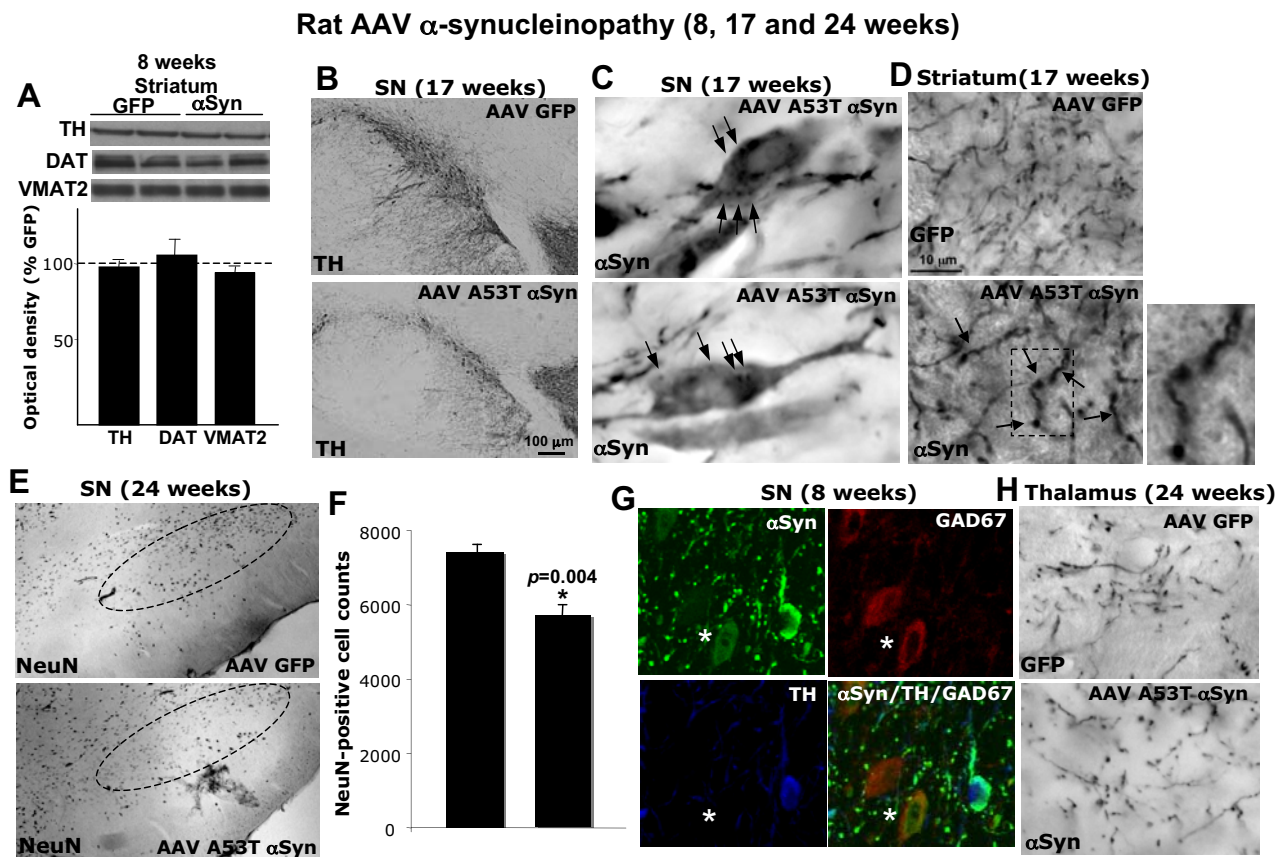 Rat AAV α-synucleinopathy (8, 17 and 24 weeks)
A
8 weeks
Striatum
GFP αSyn
TH
DAT
VMAT2
Optical density (% GFP)
100
50
TH DAT VMAT2
B
SN (17 weeks)
AAV GFP
TH
AAV A53T αSyn
TH
100 μm
C
SN (17 weeks)
AAV A53T αSyn
αSyn
AAV A53T αSyn
αSyn
D
Striatum (17 weeks)
AAV GFP
GFP
10 μm
AAV A53T αSyn
αSyn
E
SN (24 weeks)
NeuN
AAV GFP
NeuN
AAV A53T αSyn
F
NeuN-positive cell counts
8000
6000
4000
2000
0
p=0.004
*
G
SN (8 weeks)
αSyn
*
GAD67
*
TH
*
αSyn/TH/GAD67
*
H
Thalamus (24 weeks)
AAV GFP
GFP
AAV A53T αSyn
αSyn